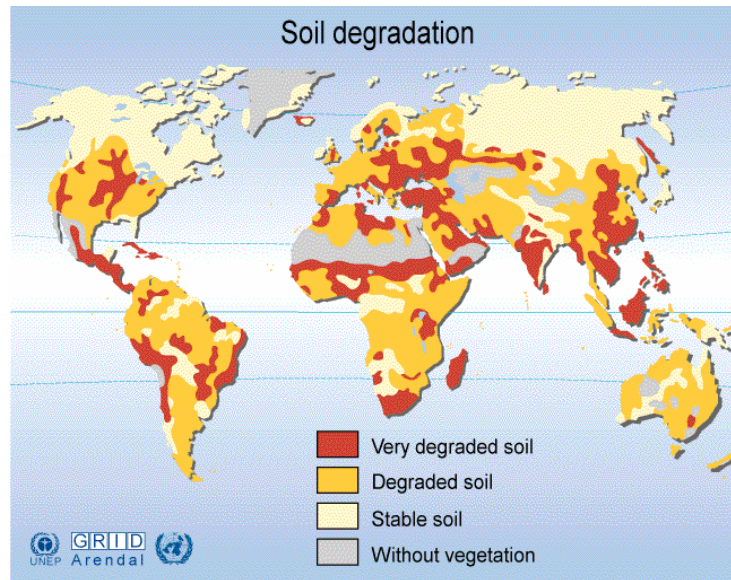 Soil degradation
Very degraded soil
Degraded soil
Stable soil
Without vegetation
UNEP
GRID
Arendal